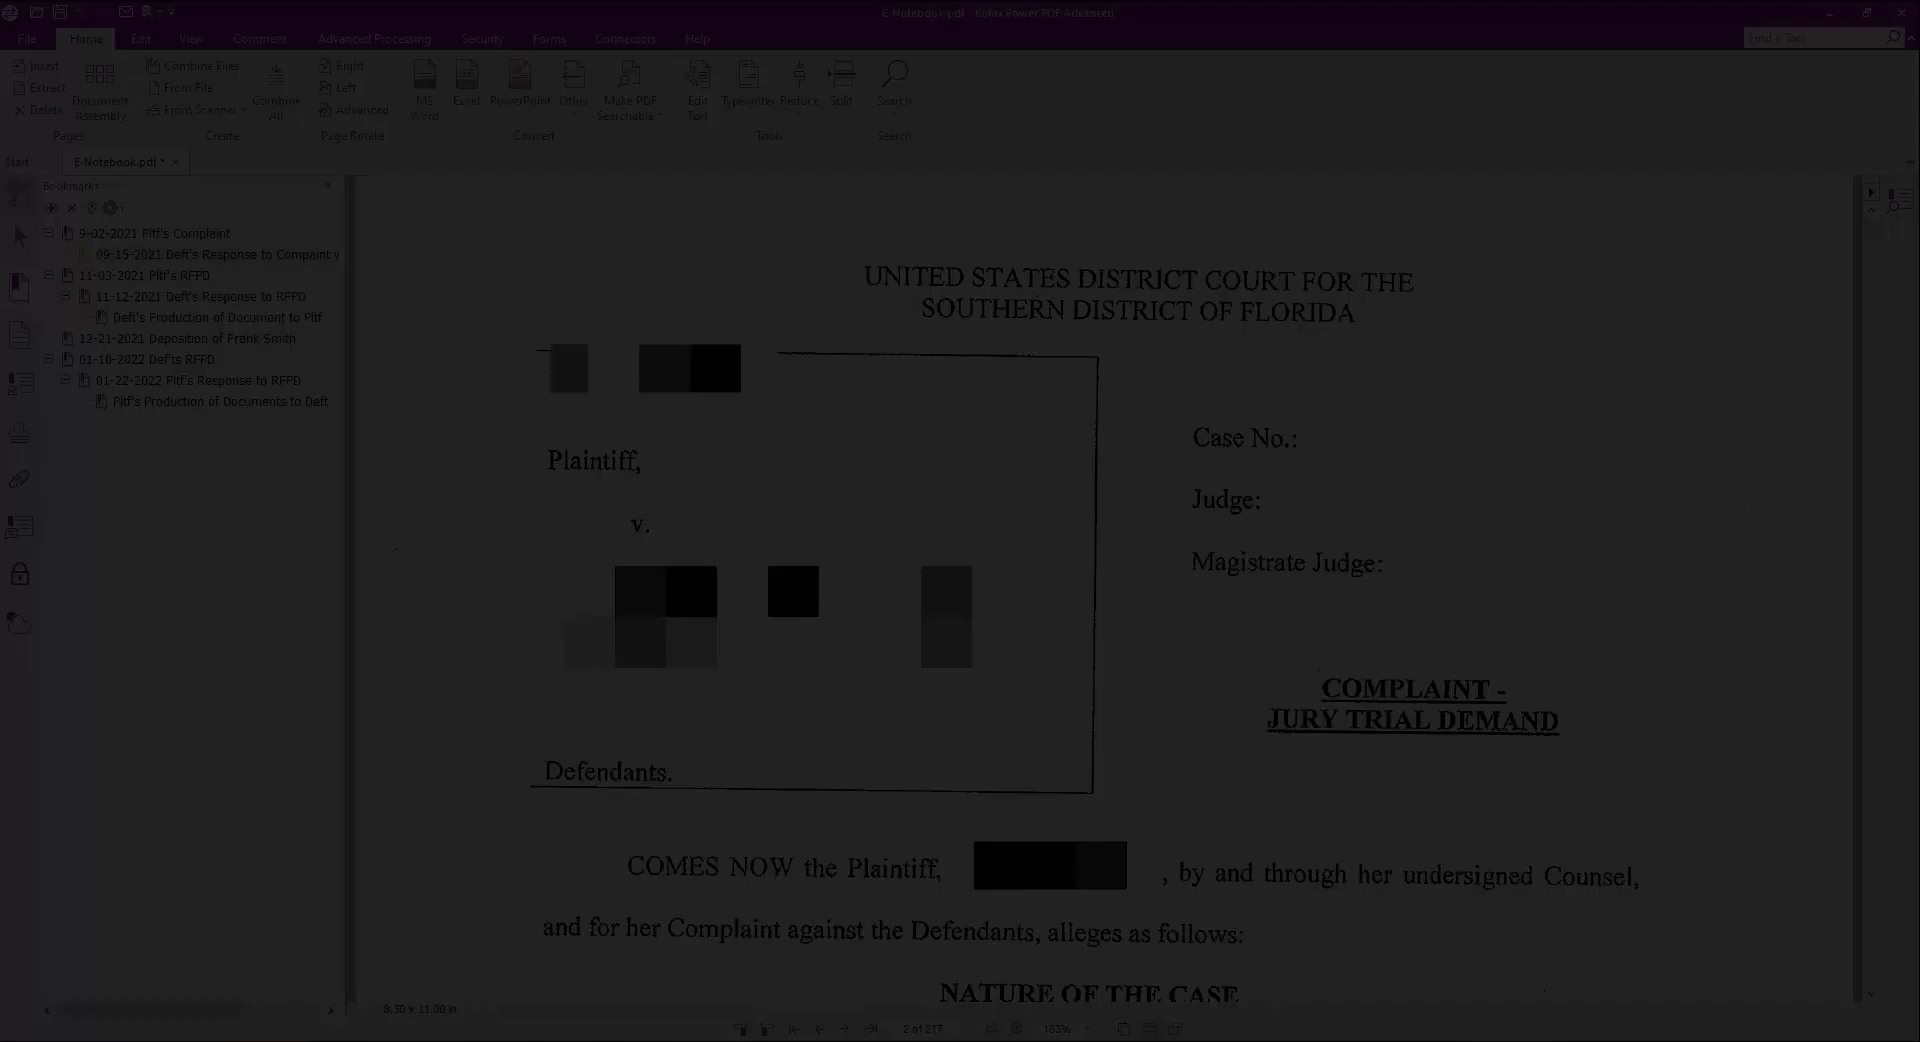 E-Notebook.pdf - Kofax Power PDF Advanced
File Home Edit View Comment Advanced Processing Security Forms Connectors Help
Find a Tool
Insert
Extract
Delete
Document Assembly
Pages
Combine Files
From File
From Scanner
Combine All
Create
Right
Left
Advanced
Page Rotate
MS Word
Excel
PowerPoint
Other
Convert
Make PDF Searchable
Edit Text
Typewriter
Reduce
Split
Tools
Search
Search
Start
E-Notebook.pdf *
Bookmarks
9-02-2021 Pltf's Complaint
09-15-2021 Deft's Response to Compaint v
11-03-2021 Pltf's RFPD
11-12-2021 Deft's Response to RFPD
Deft's Production of Document to Pltf
12-21-2021 Deposition of Frank Smith
01-10-2022 Def'ts RFPD
01-22-2022 Pltf's Response to RFPD
Pltf's Production of Documents to Deft
UNITED STATES DISTRICT COURT FOR THE
SOUTHERN DISTRICT OF FLORIDA
Plaintiff,
v.
Defendants.
Case No.:
Judge:
Magistrate Judge:
COMPLAINT -
JURY TRIAL DEMAND
COMES NOW the Plaintiff, , by and through her undersigned Counsel,
and for her Complaint against the Defendants, alleges as follows:
NATURE OF THE CASE
8.50 x 11.00 in
2 of 217
183%